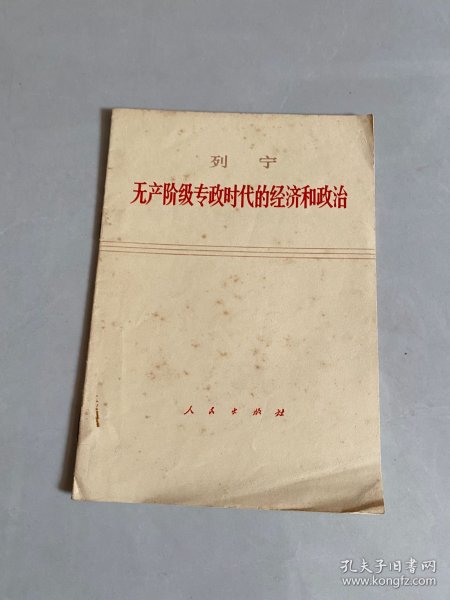 列 宁
无产阶级专政时代的经济和政治
人民出版社
孔夫子旧书网
www.kongfz.com